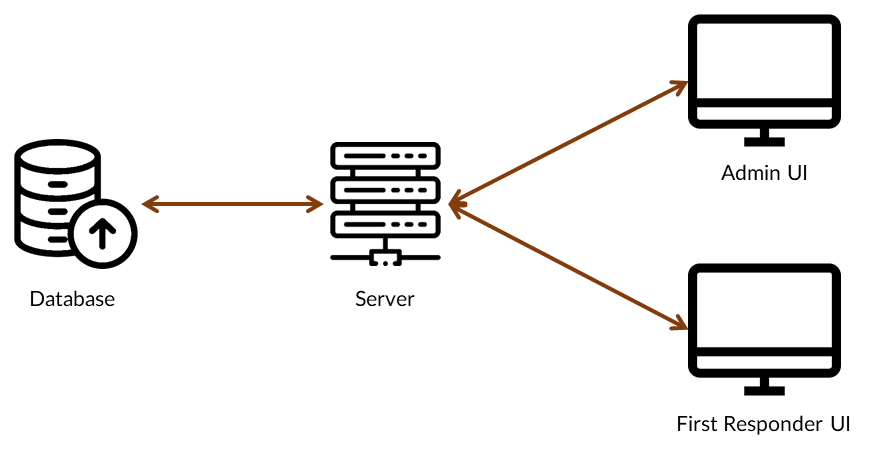 Admin UI
Database
Server
First Responder UI